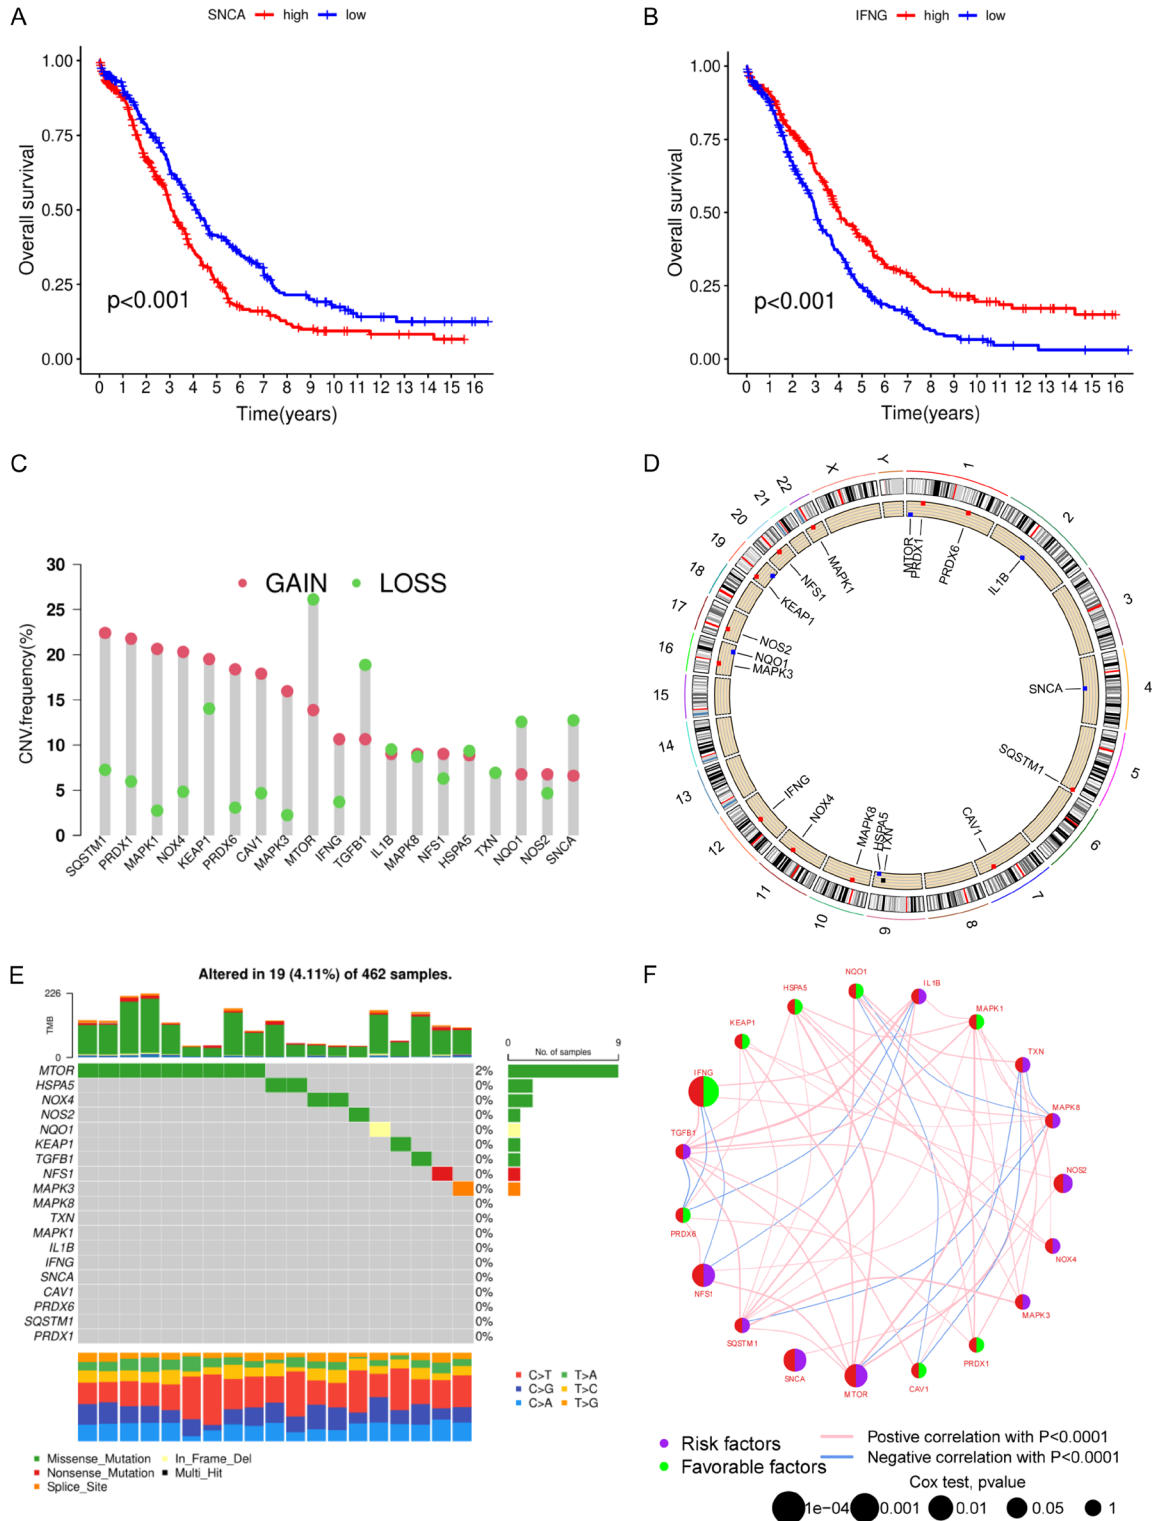 A
SNCA high low
Overall survival
1.00
0.75
0.50
0.25
0.00
p<0.001
0 1 2 3 4 5 6 7 8 9 10 11 12 13 14 15 16
Time(years)
B
IFNG high low
Overall survival
1.00
0.75
0.50
0.25
0.00
p<0.001
0 1 2 3 4 5 6 7 8 9 10 11 12 13 14 15 16
Time(years)
C
CNV.frequency(%)
30
25
20
15
10
5
0
GAIN LOSS
SQSTM1 PRDX1 MAPK1 NOX4 KEAP1 PRDX6 CAV1 MAPK3 MTOR IFNG TGFB1 IL1B MAPK8 NFS1 HSPA5 TXN NQO1 NOS2 SNCA
D
1
2
3
4
5
6
7
8
9
10
11
12
13
14
15
16
17
18
19
20
21
22
X
Y
MTOR
PRDX1
PRDX6
IL1B
SNCA
SQSTM1
CAV1
TXN
HSPA5
MAPK8
NOX4
IFNG
MAPK3
NQO1
NOS2
KEAP1
NFS1
MAPK1
E
Altered in 19 (4.11%) of 462 samples.
TMB
226
0
0 9
No. of samples
MTOR 2%
HSPA5 0%
NOX4 0%
NOS2 0%
NQO1 0%
KEAP1 0%
TGFB1 0%
NFS1 0%
MAPK3 0%
MAPK8 0%
TXN 0%
MAPK1 0%
IL1B 0%
IFNG 0%
SNCA 0%
CAV1 0%
PRDX6 0%
SQSTM1 0%
PRDX1 0%
C>T T>A
C>G T>C
C>A T>G
Missense_Mutation In_Frame_Del
Nonsense_Mutation Multi_Hit
Splice_Site
F
NQO1
IL1B
HSPA5
MAPK1
KEAP1
TXN
IFNG
MAPK8
TGFB1
NOS2
PRDX6
NOX4
NFS1
MAPK3
SQSTM1
PRDX1
SNCA
MTOR
CAV1
Risk factors
Favorable factors
Postive correlation with P<0.0001
Negative correlation with P<0.0001
Cox test, pvalue
1e-04 0.001 0.01 0.05 1